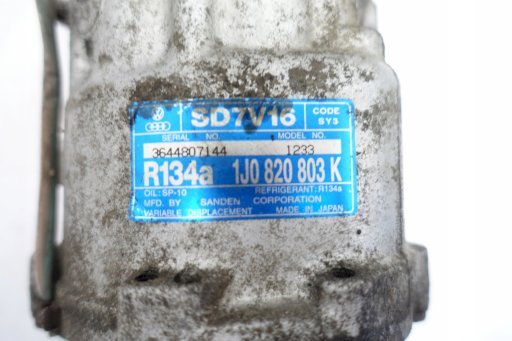 SD7V16 CODE SY3
SERIAL NO. MODEL NO.
3644807144 1233
R134a 1J0 820 803 K
OIL: SP-10 REFRIGERANT: R134a
MFD. BY SANDEN CORPORATION
VARIABLE DISPLACEMENT MADE IN JAPAN